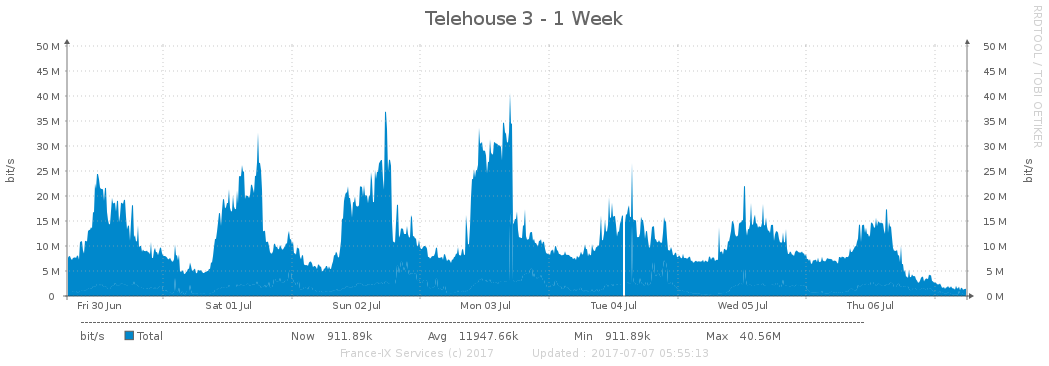 Telehouse 3 - 1 Week
RRDTOOL / TOBI OETIKER
50 M 50 M
45 M 45 M
40 M 40 M
35 M 35 M
30 M 30 M
25 M 25 M
20 M 20 M
15 M 15 M
10 M 10 M
5 M 5 M
0 0 M
bit/s bit/s
Fri 30 Jun Sat 01 Jul Sun 02 Jul Mon 03 Jul Tue 04 Jul Wed 05 Jul Thu 06 Jul
bit/s Total Now 911.89k Avg 11947.66k Min 911.89k Max 40.56M
France-IX Services (c) 2017 Updated : 2017-07-07 05:55:13